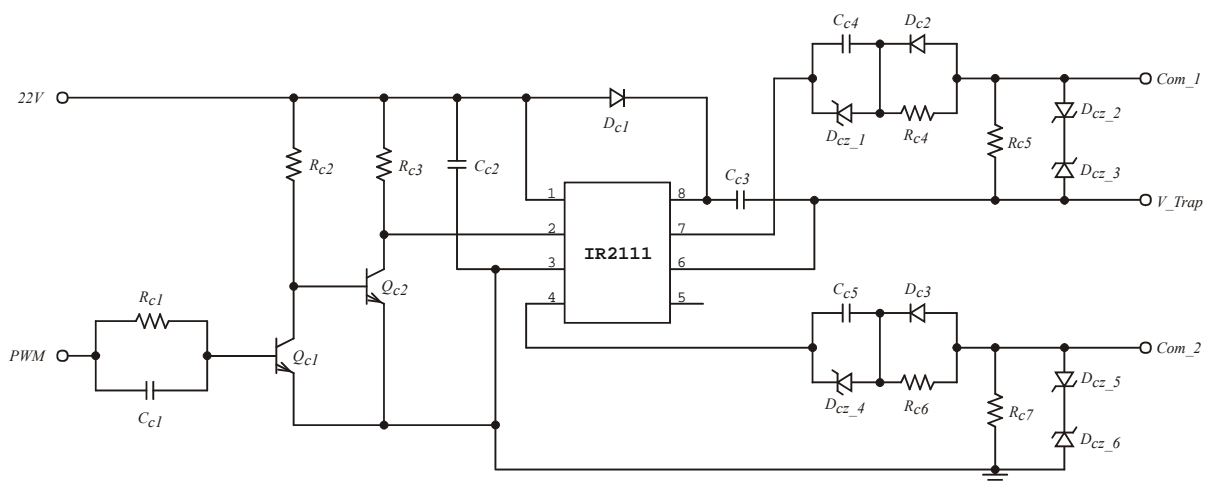 C_c4
D_c2
22V
Com_1
D_c1
D_cz_1
R_c4
D_cz_2
R_c2
R_c3
C_c2
R_c5
D_cz_3
C_c3
1
8
V_Trap
2
7
IR2111
3
6
Q_c2
4
5
C_c5
D_c3
R_c1
PWM
Q_c1
Com_2
D_cz_4
R_c6
D_cz_5
C_c1
R_c7
D_cz_6